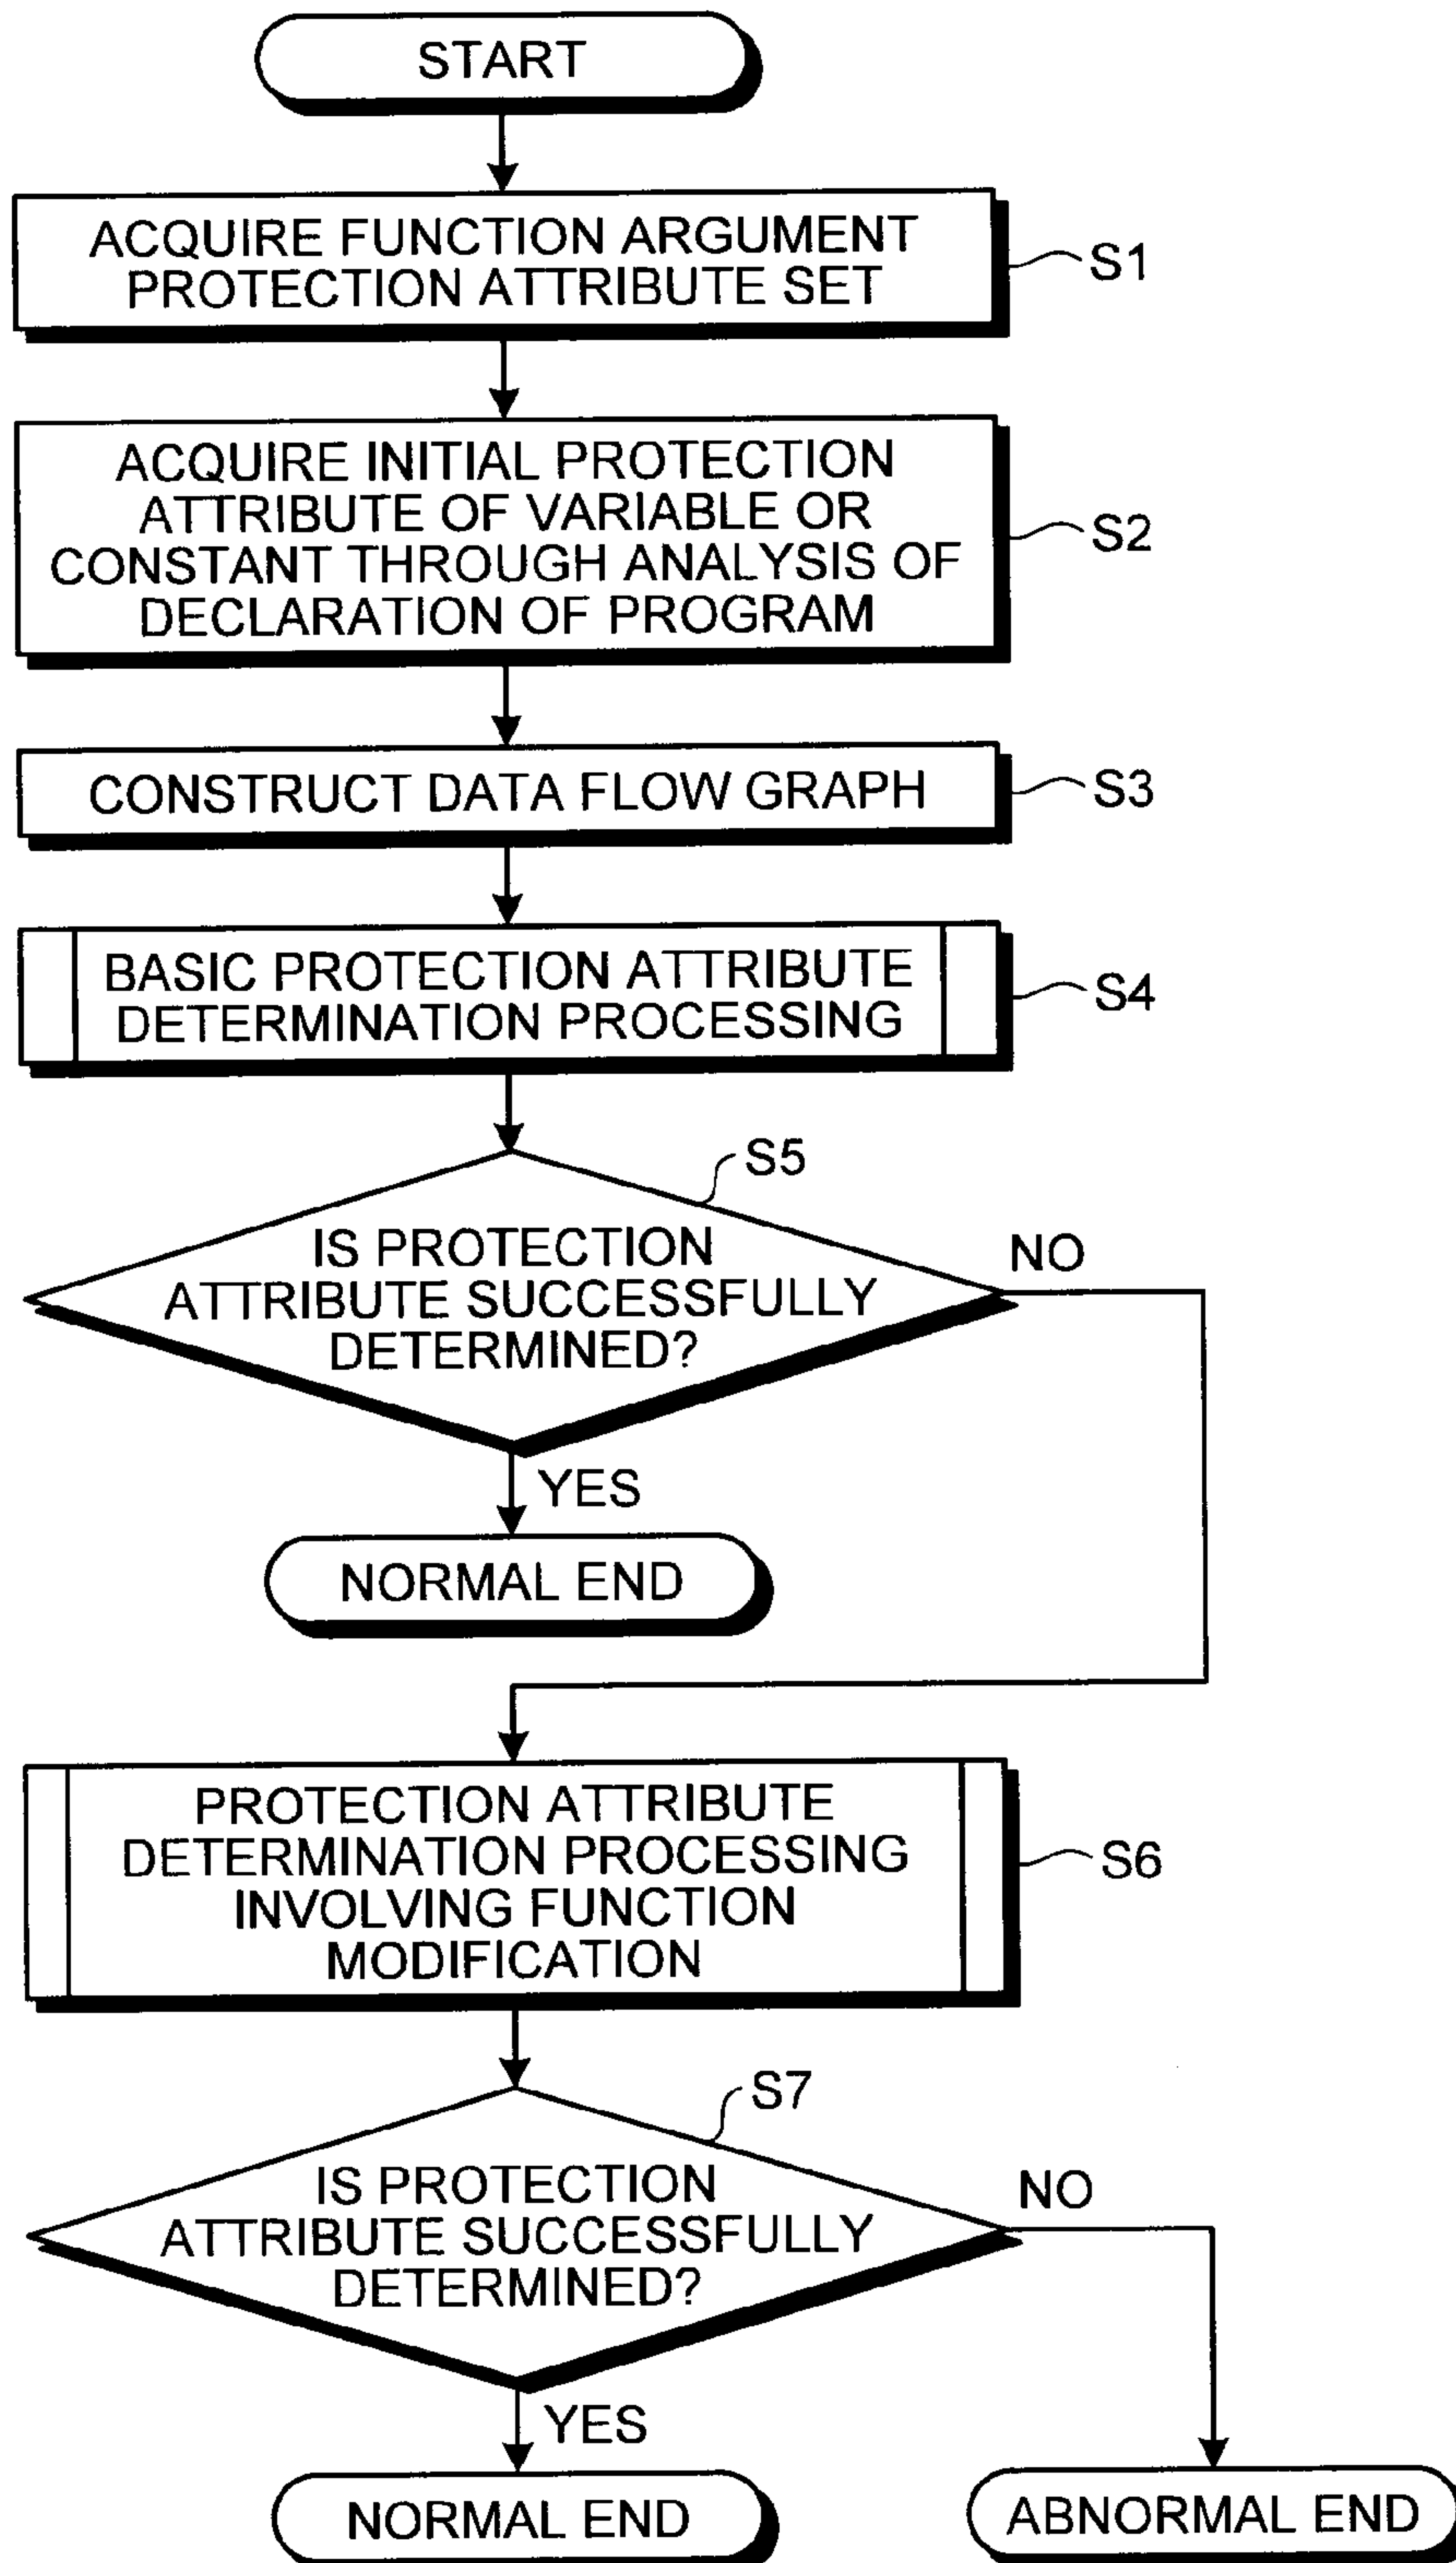 START
ACQUIRE FUNCTION ARGUMENT
PROTECTION ATTRIBUTE SET
S1
ACQUIRE INITIAL PROTECTION
ATTRIBUTE OF VARIABLE OR
CONSTANT THROUGH ANALYSIS OF
DECLARATION OF PROGRAM
S2
CONSTRUCT DATA FLOW GRAPH
S3
BASIC PROTECTION ATTRIBUTE
DETERMINATION PROCESSING
S4
S5
IS PROTECTION
ATTRIBUTE SUCCESSFULLY
DETERMINED?
NO
YES
NORMAL END
PROTECTION ATTRIBUTE
DETERMINATION PROCESSING
INVOLVING FUNCTION
MODIFICATION
S6
S7
IS PROTECTION
ATTRIBUTE SUCCESSFULLY
DETERMINED?
NO
YES
NORMAL END
ABNORMAL END